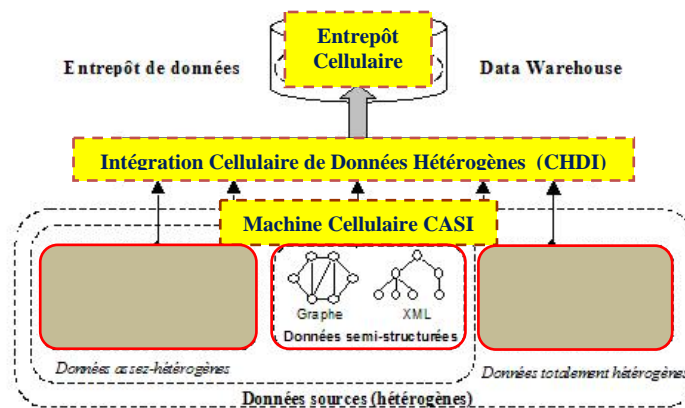 Entrepôt
Cellulaire
Entrepôt de données
Data Warehouse
Intégration Cellulaire de Données Hétérogènes (CHDI)
Machine Cellulaire CASI
Graphe
XML
Données semi-structurées
Données assez-hétérogènes
Données totalement hétérogènes
Données sources (hétérogènes)